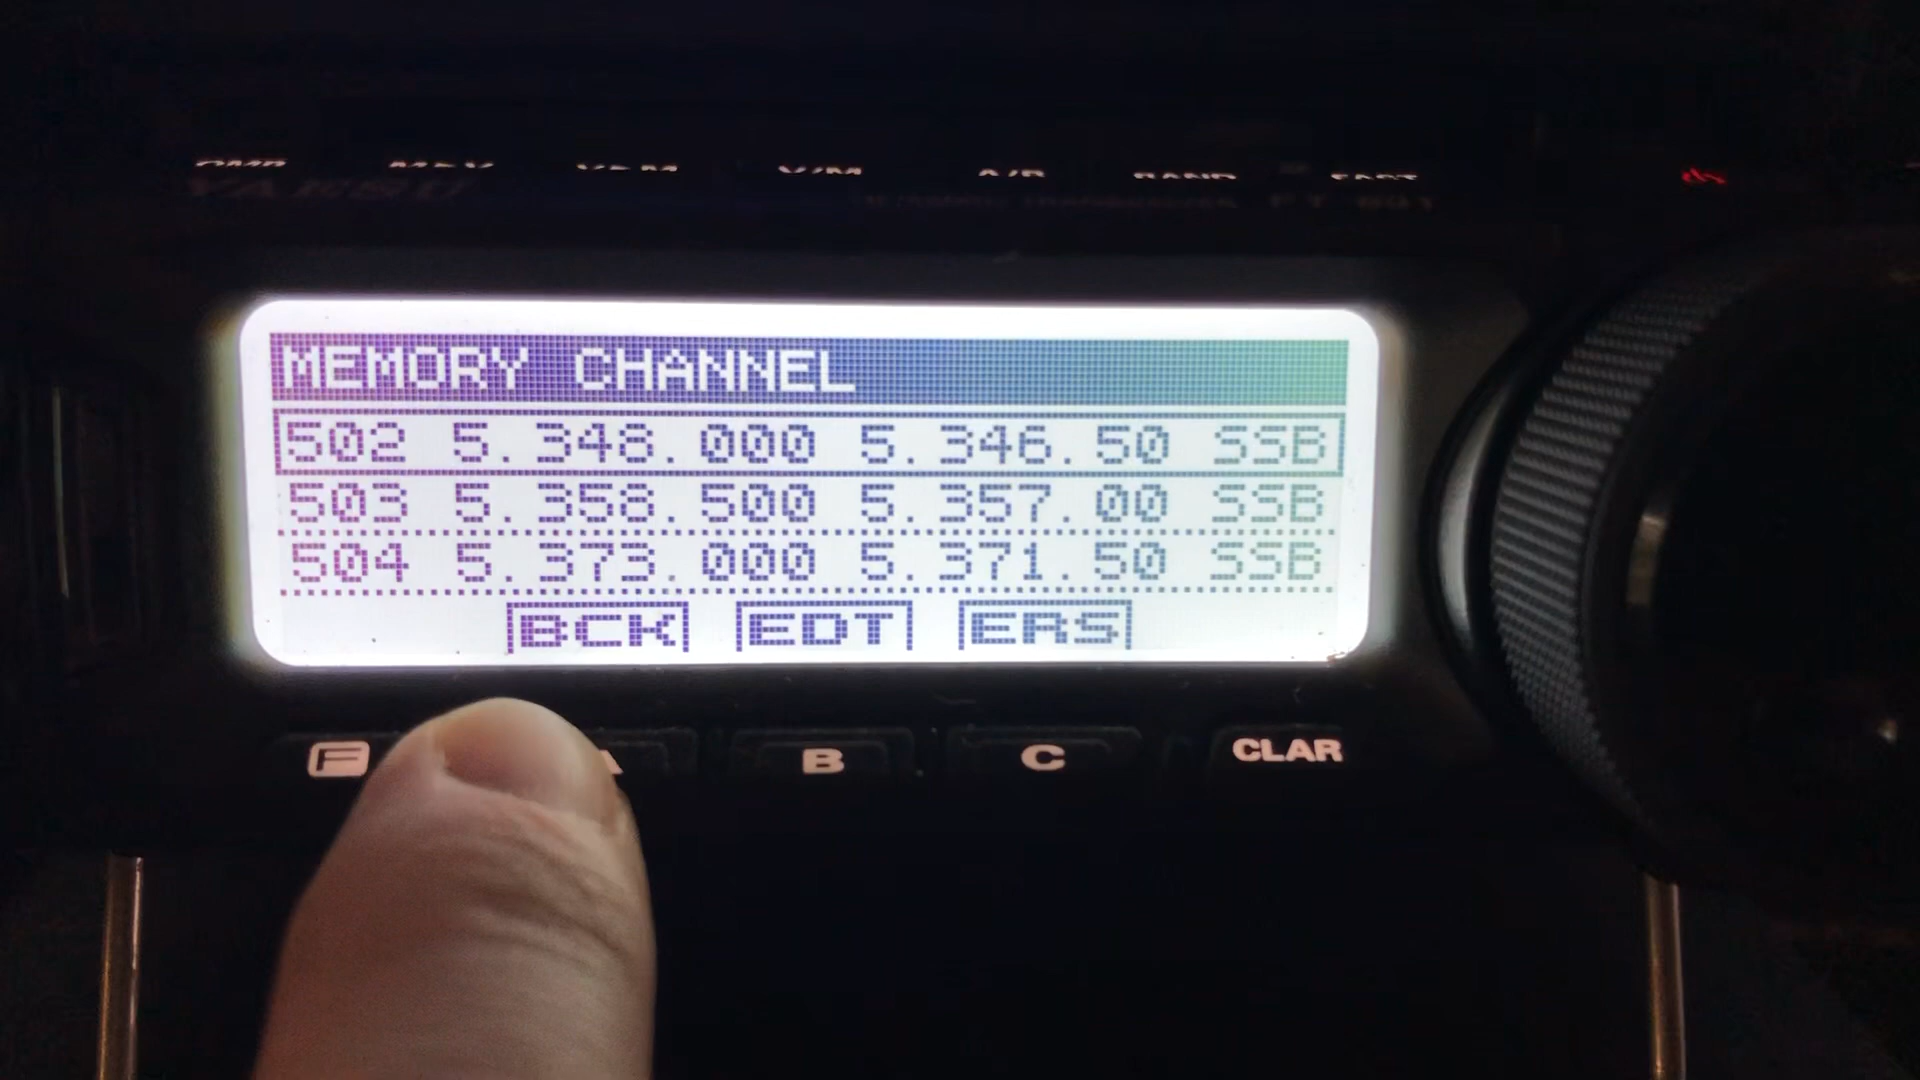 YAESU
MEMORY CHANNEL
502 5.348.000 5.346.50 SSB
503 5.358.500 5.357.00 SSB
504 5.373.000 5.371.50 SSB
BCK EDT ERS
F B C CLAR